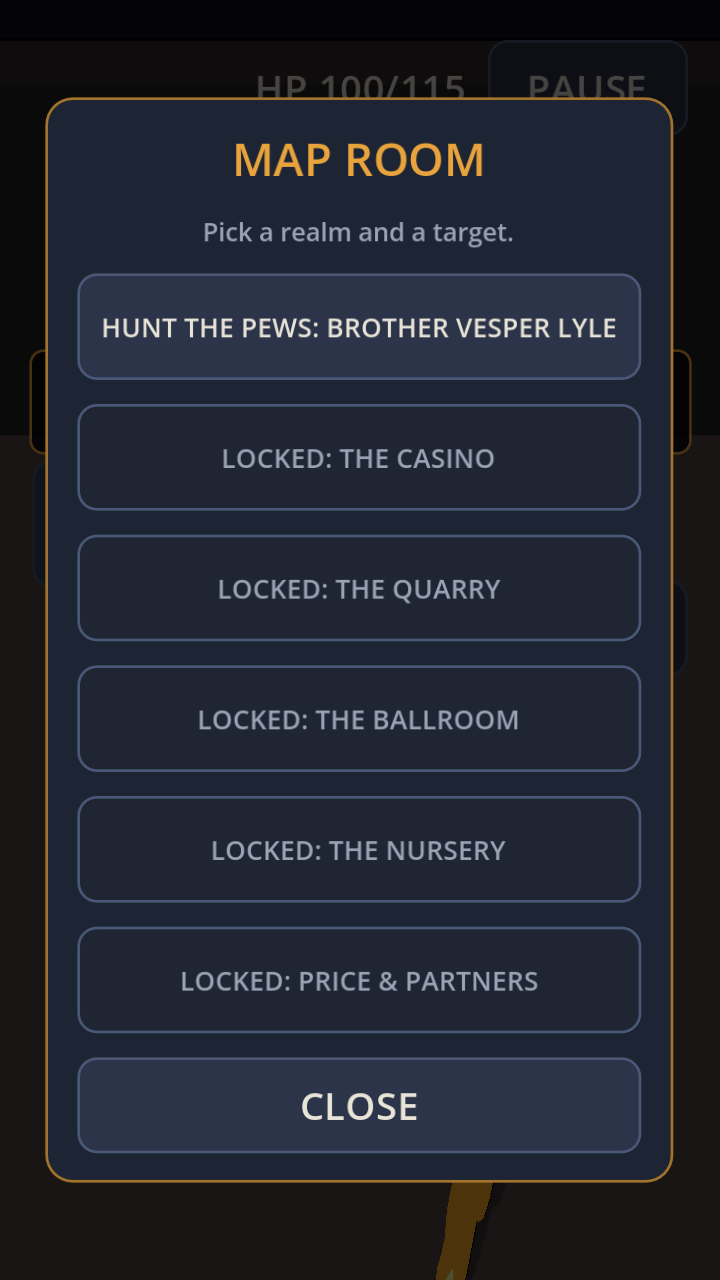 HP 100/115
PAUSE
MAP ROOM
Pick a realm and a target.
HUNT THE PEWS: BROTHER VESPER LYLE
LOCKED: THE CASINO
LOCKED: THE QUARRY
LOCKED: THE BALLROOM
LOCKED: THE NURSERY
LOCKED: PRICE & PARTNERS
CLOSE